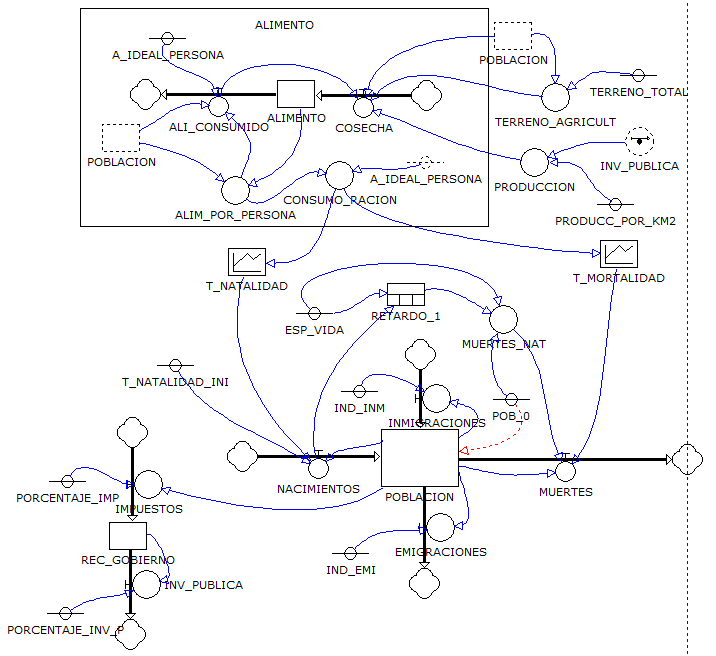 ALIMENTO
A_IDEAL_PERSONA
POBLACION
TERRENO_TOTAL
ALIMENTO
TERRENO_AGRICULT
ALI_CONSUMIDO
COSECHA
POBLACION
INV_PUBLICA
A_IDEAL_PERSONA
PRODUCCION
CONSUMO_RACION
ALIM_POR_PERSONA
PRODUCC_POR_KM2
T_NATALIDAD
T_MORTALIDAD
RETARDO_1
ESP_VIDA
MUERTES_NAT
T_NATALIDAD_INI
IND_INM
POB_0
INMIGRACIONES
NACIMIENTOS
POBLACION
MUERTES
PORCENTAJE_IMP
IMPUESTOS
EMIGRACIONES
REC_GOBIERNO
IND_EMI
INV_PUBLICA
PORCENTAJE_INV_P